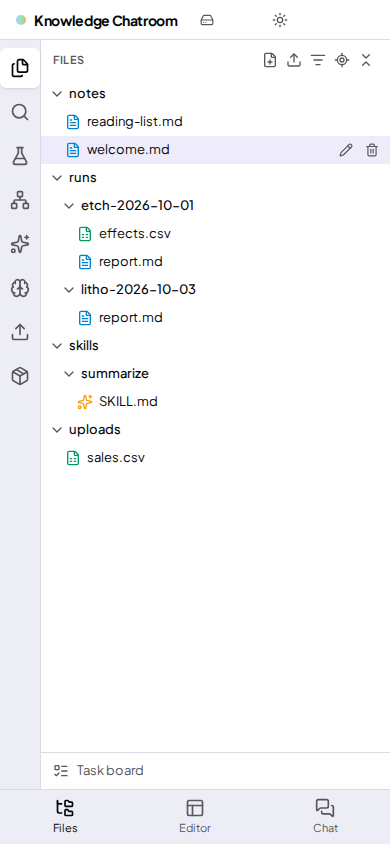 Knowledge Chatroom
FILES
notes
reading-list.md
welcome.md
runs
etch-2026-10-01
effects.csv
report.md
litho-2026-10-03
report.md
skills
summarize
SKILL.md
uploads
sales.csv
Task board
Files Editor Chat